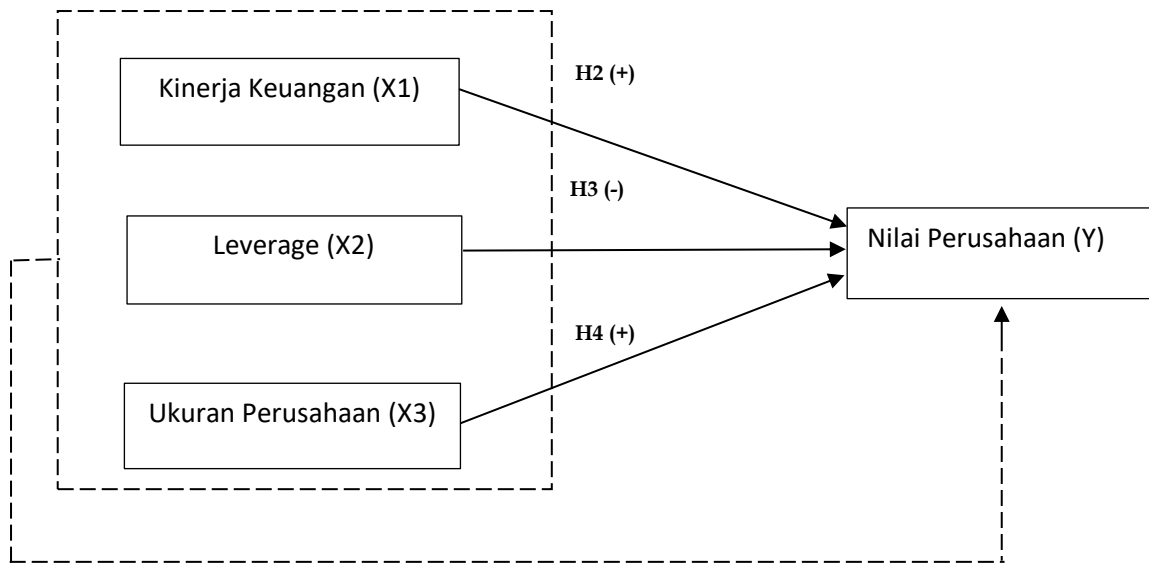 Kinerja Keuangan (X1)
H2 (+)
H3 (-)
Leverage (X2)
Nilai Perusahaan (Y)
H4 (+)
Ukuran Perusahaan (X3)